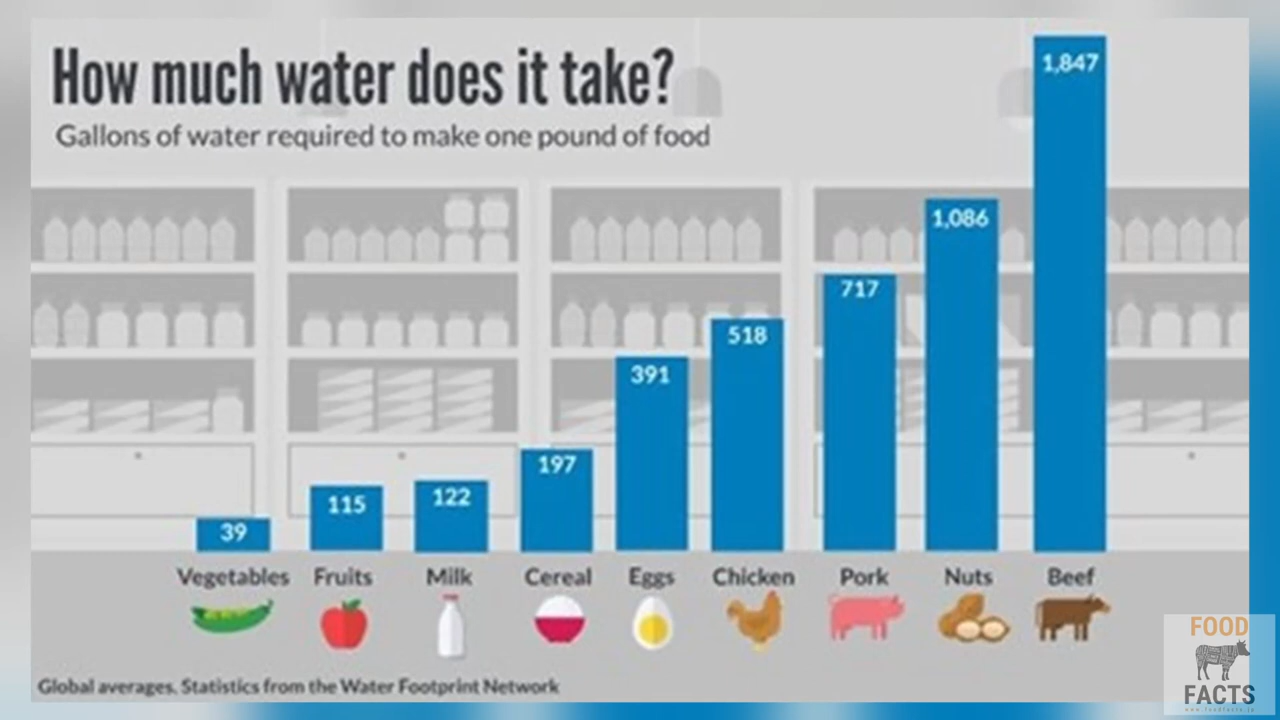 How much water does it take?
Gallons of water required to make one pound of food
1,847
1,086
717
518
391
197
122
115
39
Vegetables Fruits Milk Cereal Eggs Chicken Pork Nuts Beef
Global averages. Statistics from the Water Footprint Network
FOOD
FACTS